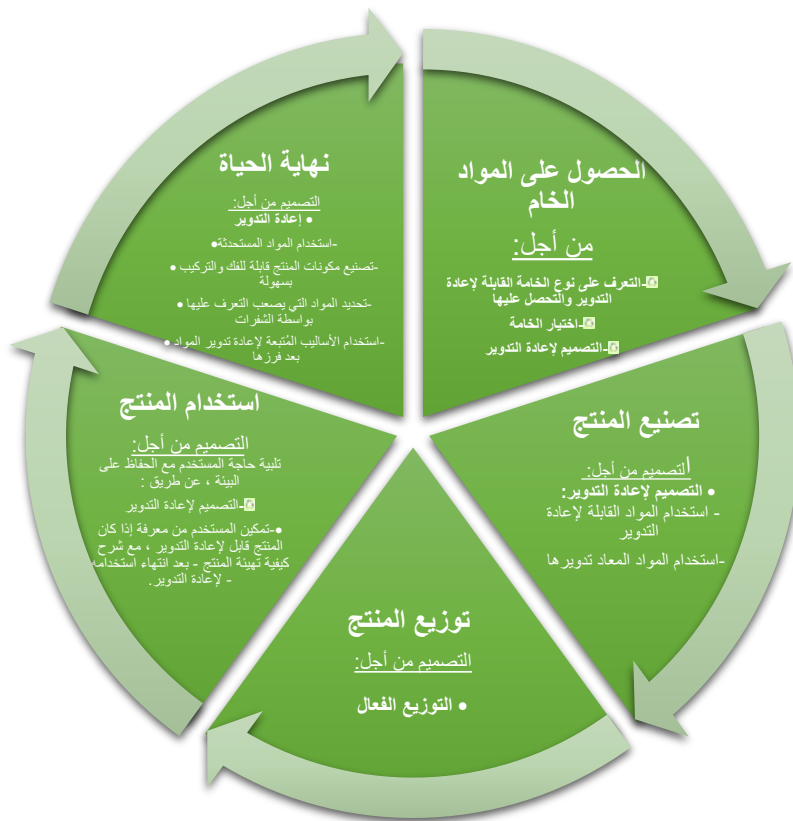 الحصول على المواد
الخام
من أجل:
-التعرف على نوع الخامة القابلة لإعادة
التدوير والتحصل عليها
-اختيار الخامة
-التصميم لإعادة التدوير
تصنيع المنتج
التصميم من أجل:
• التصميم لإعادة التدوير:
- استخدام المواد القابلة لإعادة
التدوير
-استخدام المواد المعاد تدويرها
توزيع المنتج
التصميم من أجل:
• التوزيع الفعال
استخدام المنتج
التصميم من أجل:
تلبية حاجة المستخدم مع الحفاظ على
البيئة ، عن طريق :
-التصميم لإعادة التدوير
•-تمكين المستخدم من معرفة إذا كان
المنتج قابل لإعادة التدوير ، مع شرح
كيفية تهيئة المنتج - بعد انتهاء استخدامه
- لإعادة التدوير.
نهاية الحياة
التصميم من أجل:
• إعادة التدوير
-استخدام المواد المستحدثة•
-تصنيع مكونات المنتج قابلة للفك والتركيب •
بسهولة
-تحديد المواد التي يصعب التعرف عليها •
بواسطة الشفرات
-استخدام الأساليب المُتبعة لإعادة تدوير المواد •
بعد فرزها